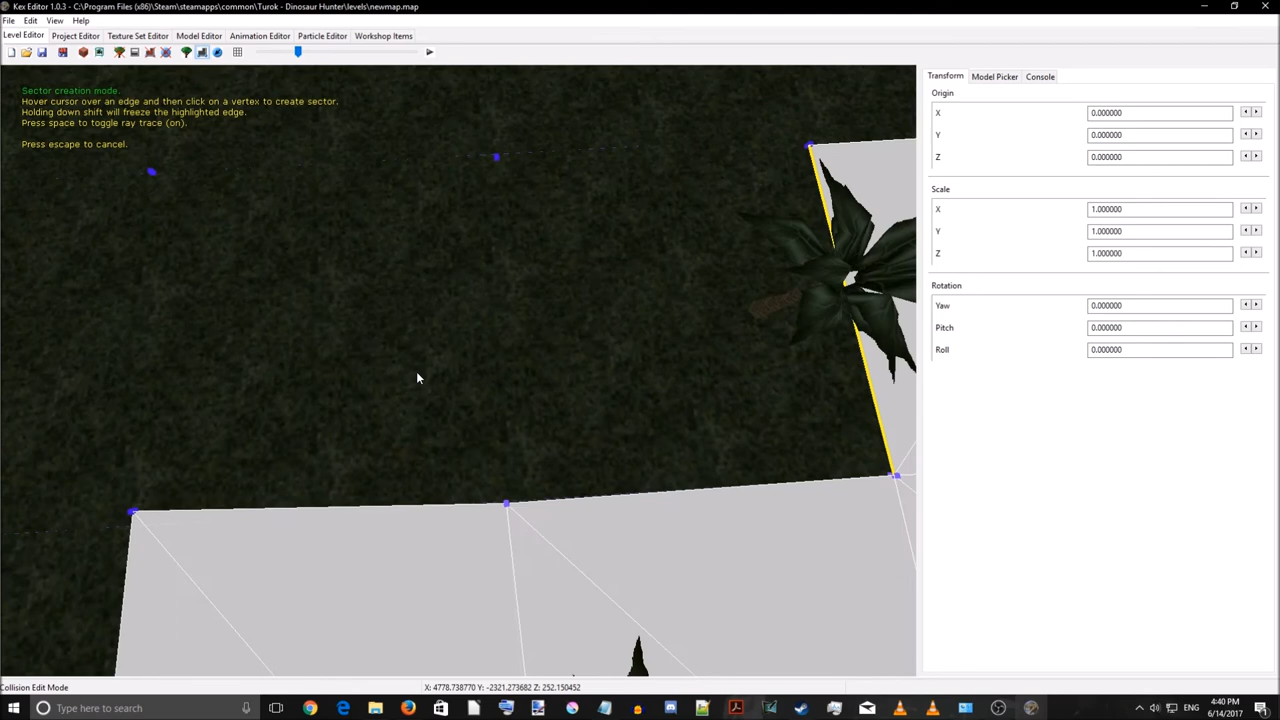 Kex Editor 1.0.3 - C:\Program Files (x86)\Steam\steamapps\common\Turok - Dinosaur Hunter\levels\newmap.map
File Edit View Help
Level Editor Project Editor Texture Set Editor Model Editor Animation Editor Particle Editor Workshop Items
Sector creation mode.
Hover cursor over an edge and then click on a vertex to create sector.
Holding down shift will freeze the highlighted edge.
Press space to toggle ray trace (on).
Press escape to cancel.
Transform Model Picker Console
Origin
X 0.000000
Y 0.000000
Z 0.000000
Scale
X 1.000000
Y 1.000000
Z 1.000000
Rotation
Yaw 0.000000
Pitch 0.000000
Roll 0.000000
Collision Edit Mode X: 4778.738770 Y: -2321.273682 Z: 252.150452
Type here to search
ENG
4:40 PM
6/14/2017